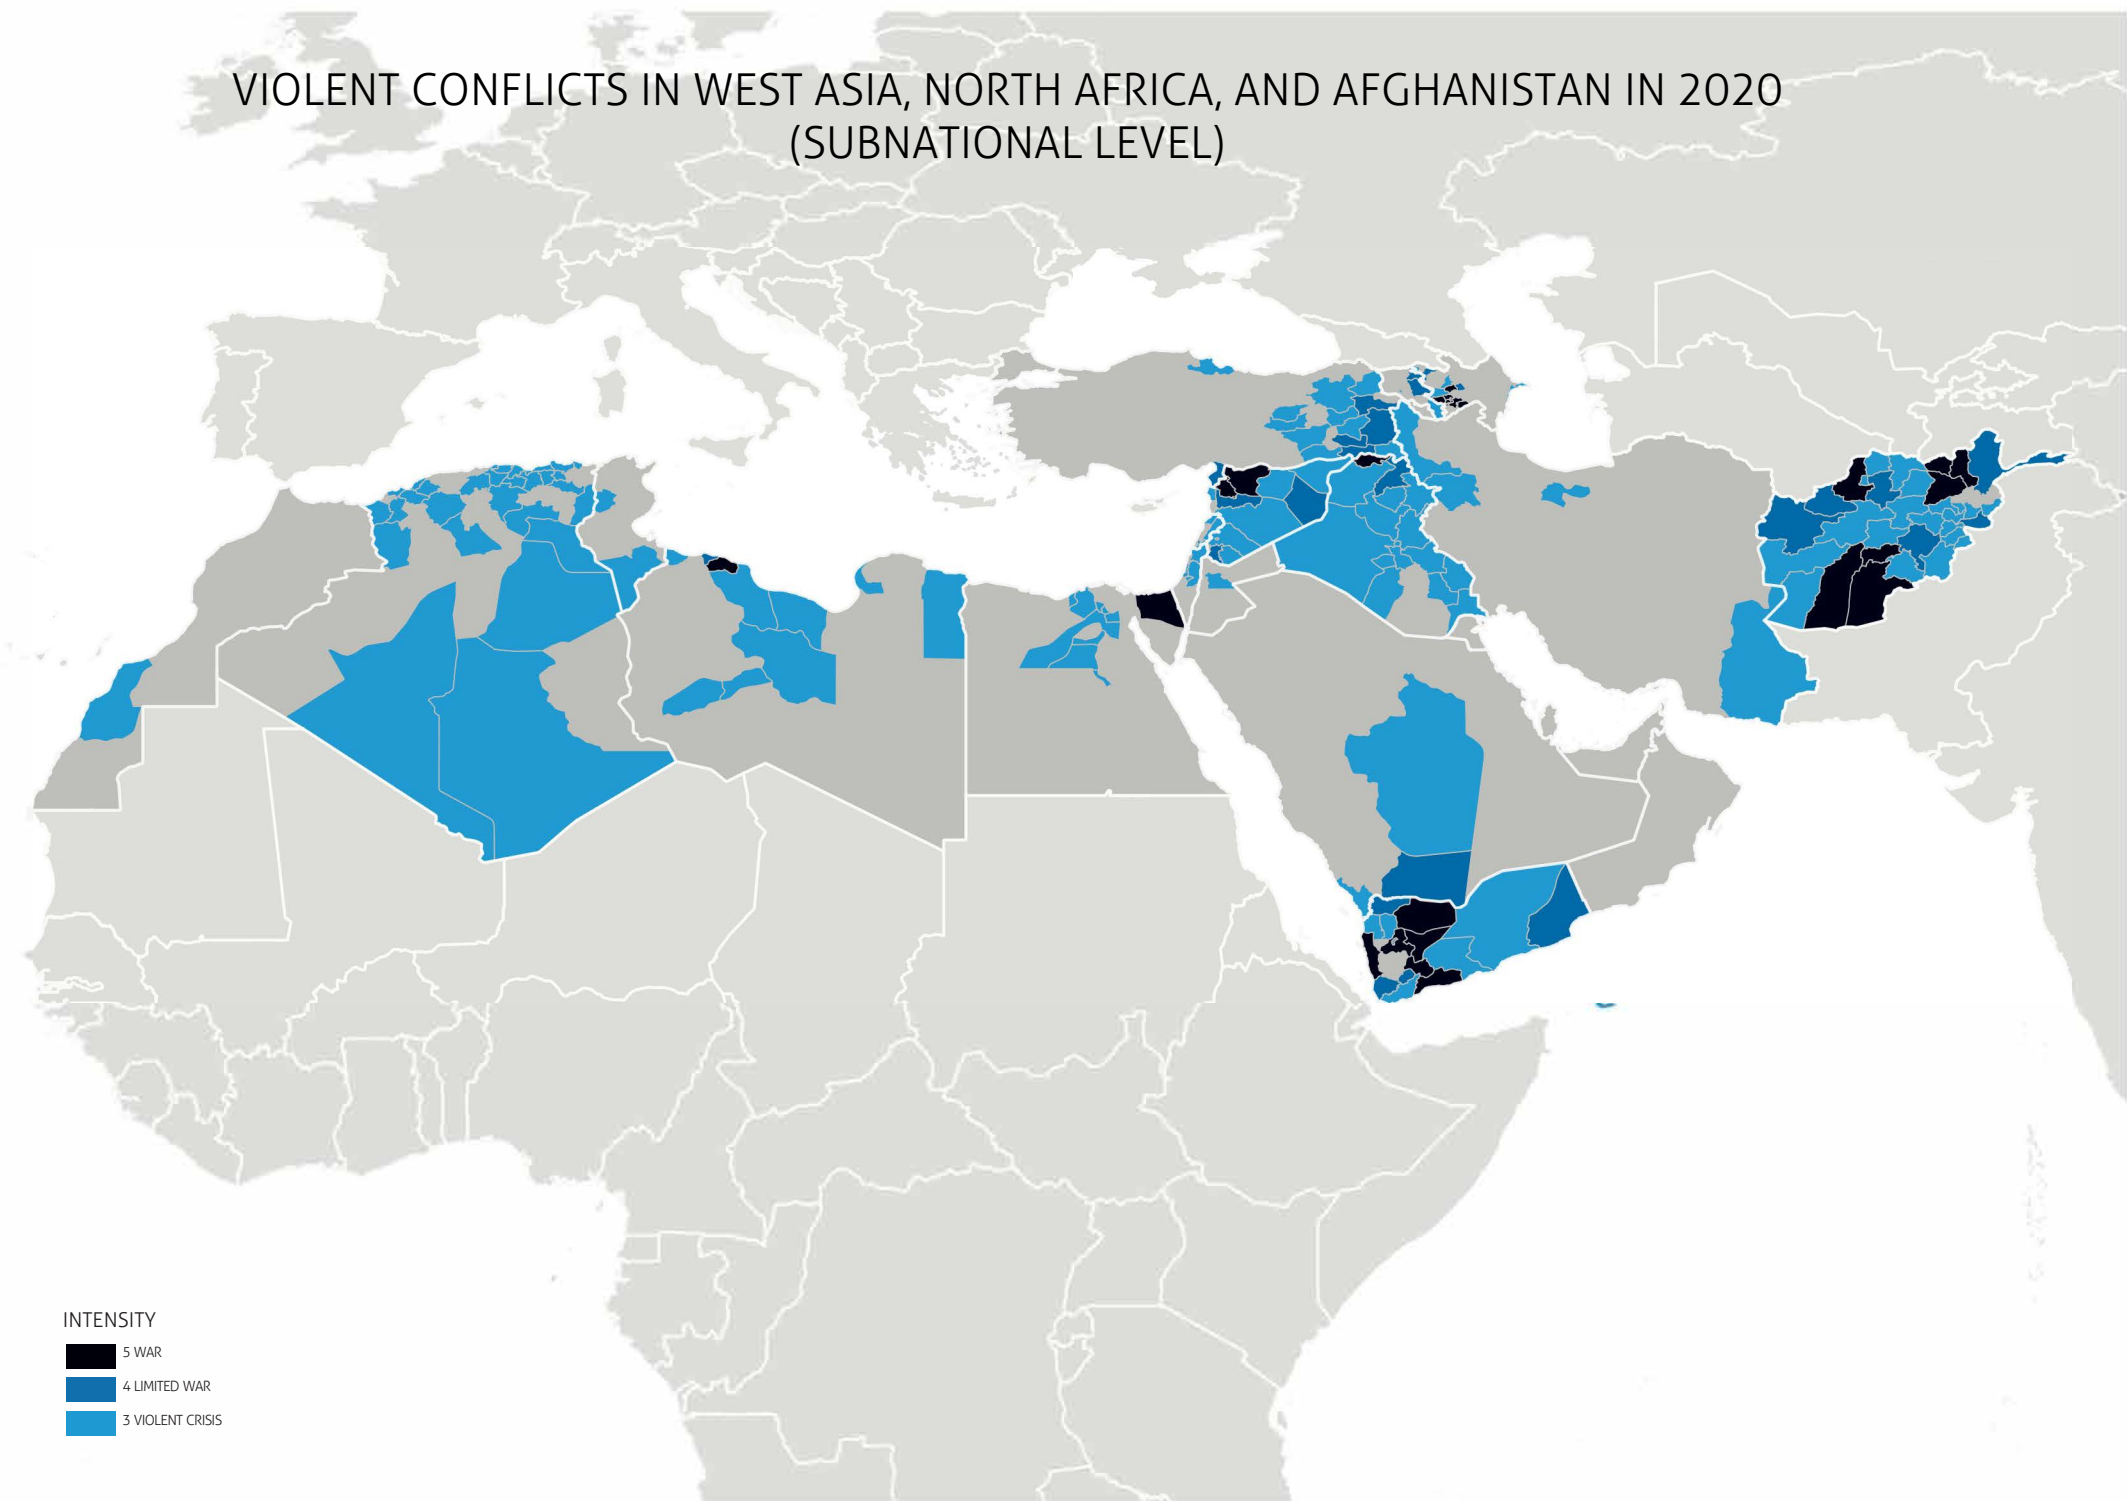 VIOLENT CONFLICTS IN WEST ASIA, NORTH AFRICA, AND AFGHANISTAN IN 2020
(SUBNATIONAL LEVEL)
INTENSITY
5 WAR
4 LIMITED WAR
3 VIOLENT CRISIS